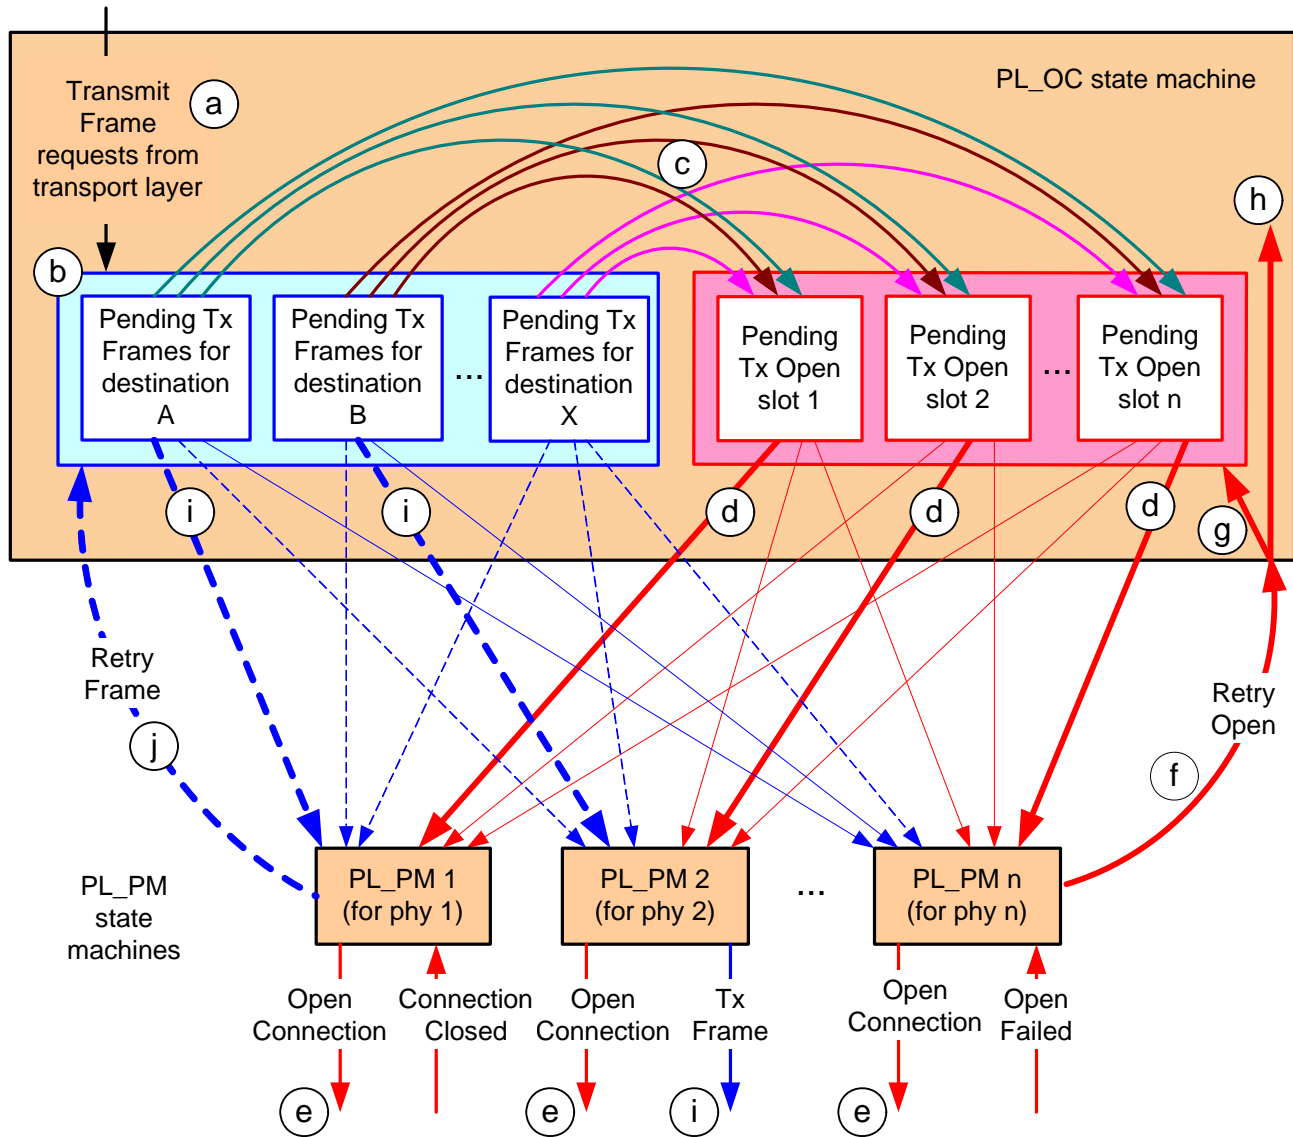 Transmit
Frame
requests from
transport layer
a
PL_OC state machine
c
h
b
Pending Tx
Frames for
destination
A
Pending Tx
Frames for
destination
B
...
Pending Tx
Frames for
destination
X
Pending
Tx Open
slot 1
Pending
Tx Open
slot 2
...
Pending
Tx Open
slot n
i
i
d
d
d
g
Retry
Frame
Retry
Open
j
f
PL_PM
state
machines
PL_PM 1
(for phy 1)
PL_PM 2
(for phy 2)
...
PL_PM n
(for phy n)
Open
Connection
Connection
Closed
Open
Connection
Tx
Frame
Open
Connection
Open
Failed
e
e
i
e